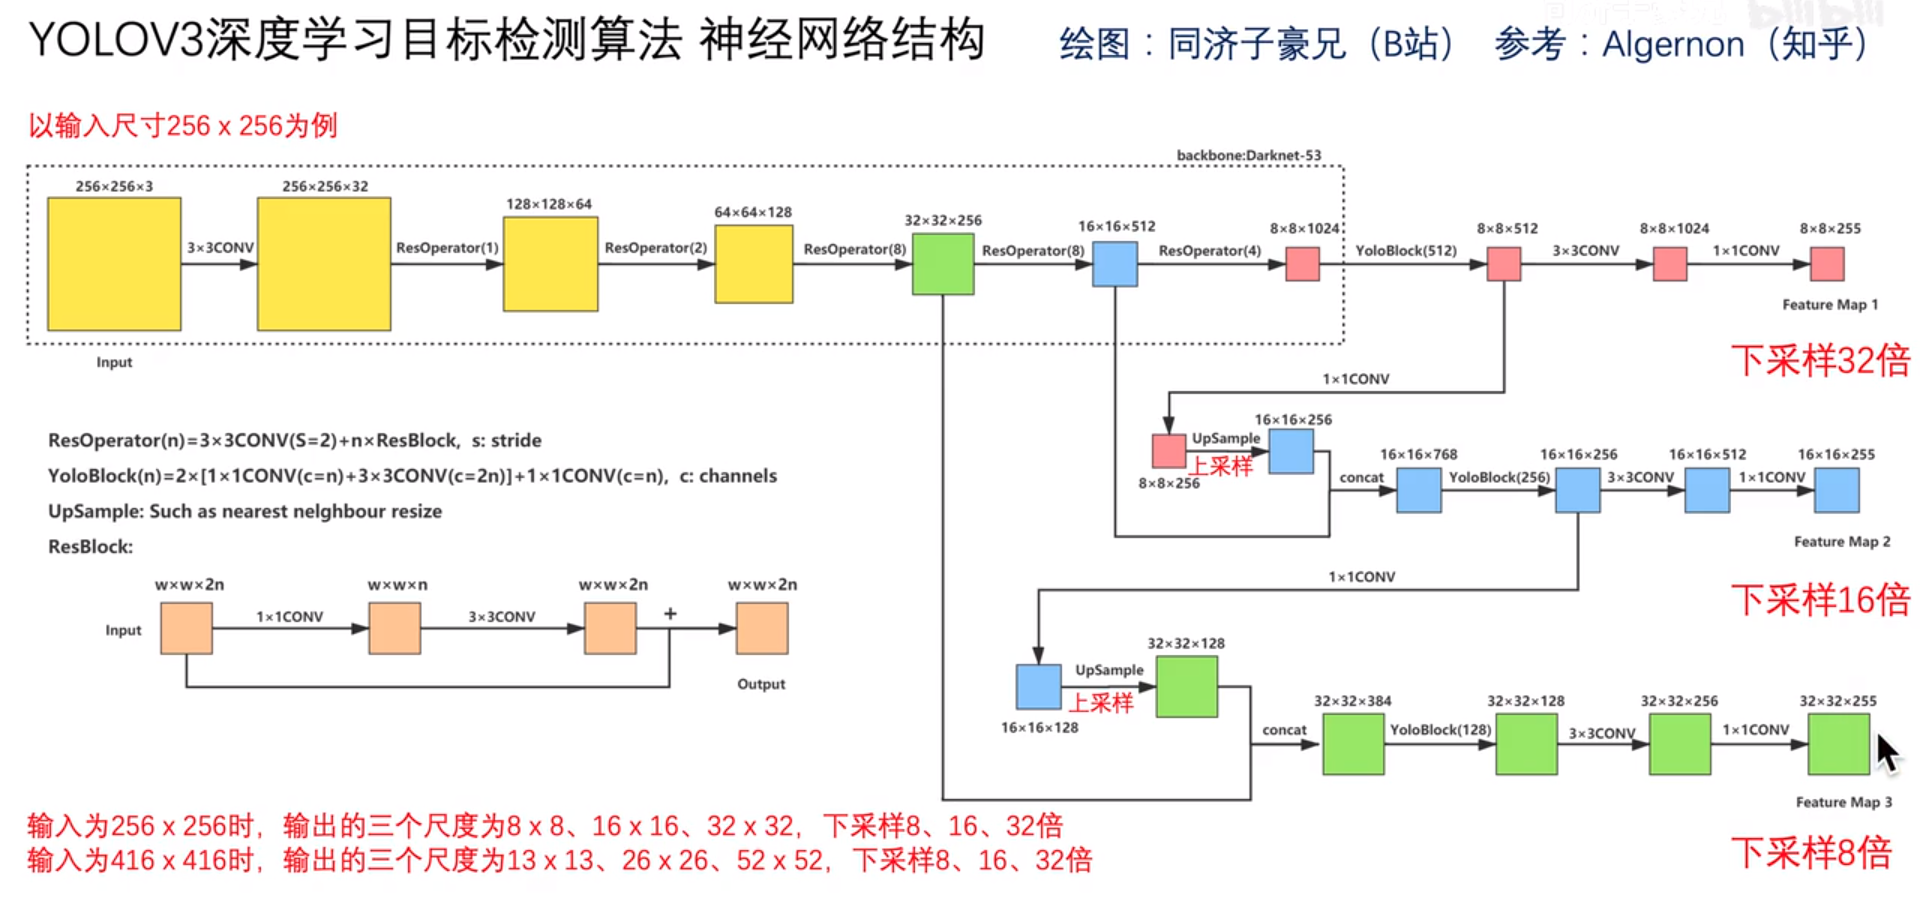 YOLOV3深度学习目标检测算法 神经网络结构
绘图：同济子豪兄（B站） 参考：Algernon（知乎）
以输入尺寸256 x 256为例
backbone:Darknet-53
256×256×3
3×3CONV
256×256×32
ResOperator(1)
128×128×64
ResOperator(2)
64×64×128
ResOperator(8)
32×32×256
ResOperator(8)
16×16×512
ResOperator(4)
8×8×1024
YoloBlock(512)
8×8×512
3×3CONV
8×8×1024
1×1CONV
8×8×255
Feature Map 1
Input
下采样32倍
1×1CONV
8×8×256
UpSample
上采样
16×16×256
concat
16×16×768
YoloBlock(256)
16×16×256
3×3CONV
16×16×512
1×1CONV
16×16×255
Feature Map 2
下采样16倍
1×1CONV
16×16×128
UpSample
上采样
32×32×128
concat
32×32×384
YoloBlock(128)
32×32×128
3×3CONV
32×32×256
1×1CONV
32×32×255
Feature Map 3
下采样8倍
ResOperator(n)=3×3CONV(S=2)+n×ResBlock, s: stride
YoloBlock(n)=2×[1×1CONV(c=n)+3×3CONV(c=2n)]+1×1CONV(c=n), c: channels
UpSample: Such as nearest nelghbour resize
ResBlock:
w×w×2n
w×w×n
w×w×2n
w×w×2n
Input
1×1CONV
3×3CONV
+
Output
输入为256 x 256时，输出的三个尺度为8 x 8、16 x 16、32 x 32，下采样8、16、32倍
输入为416 x 416时，输出的三个尺度为13 x 13、26 x 26、52 x 52，下采样8、16、32倍